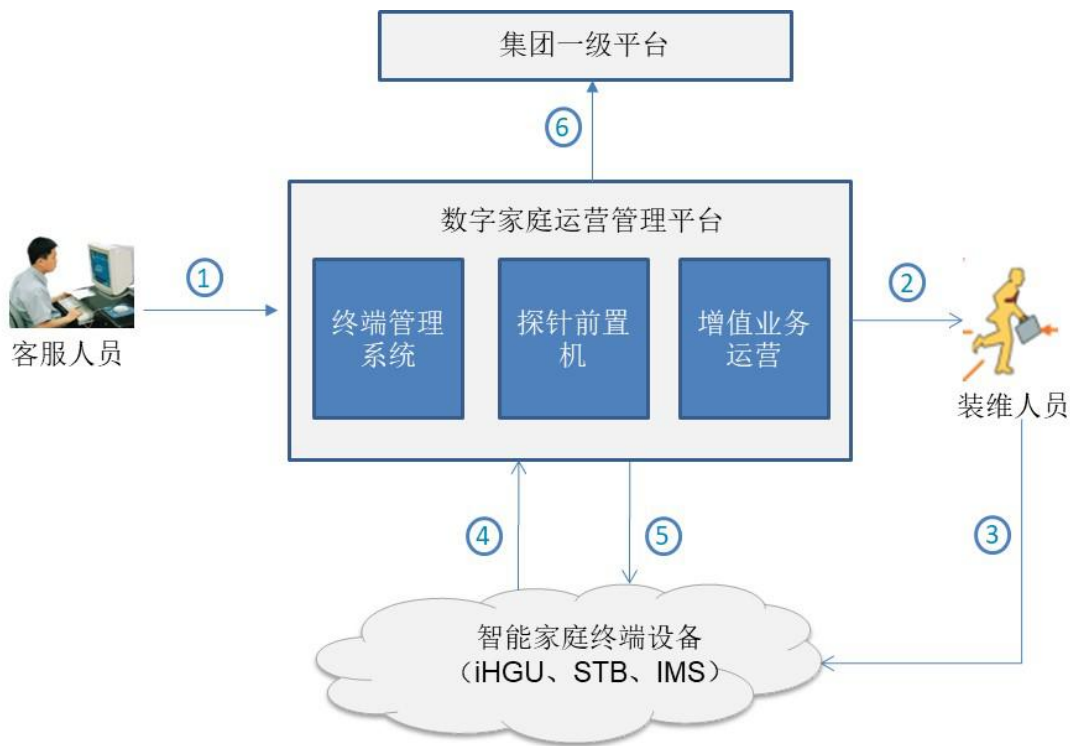 集团一级平台
⑥
数字家庭运营管理平台
①
②
终端管理
系统
探针前置
机
增值业务
运营
客服人员
装维人员
④
⑤
③
智能家庭终端设备
（iHGU、STB、IMS）